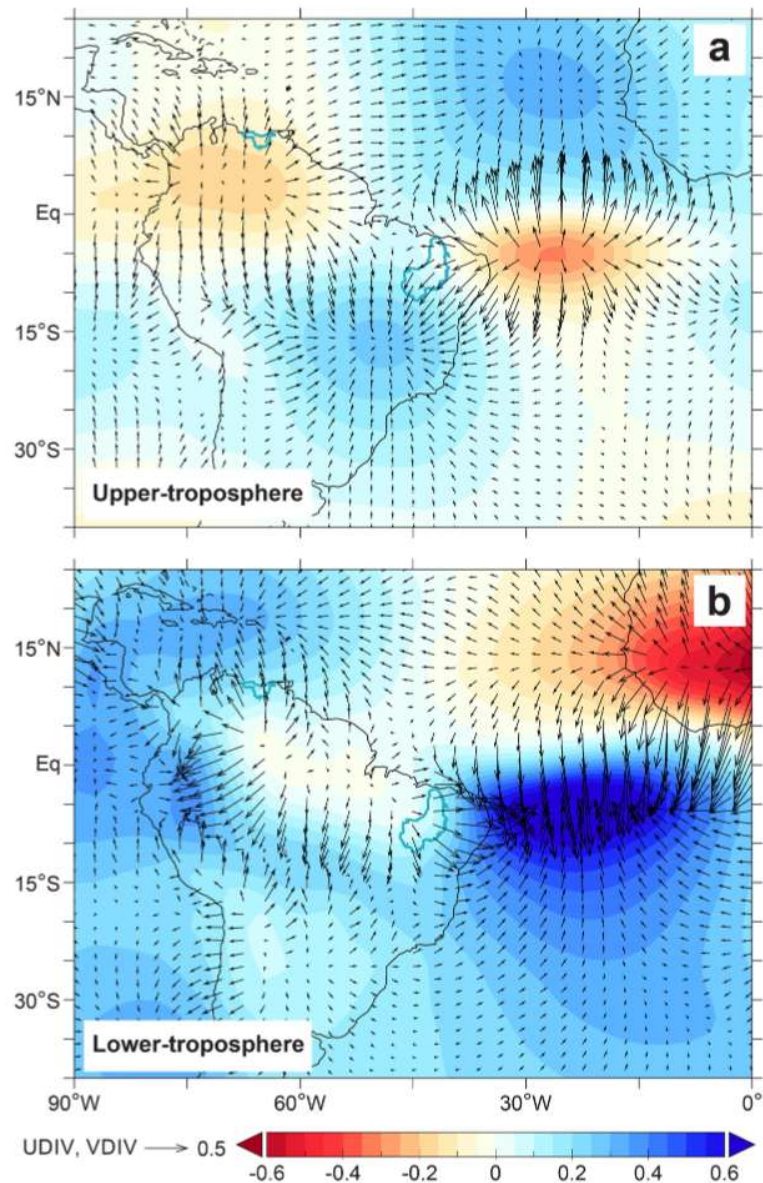 a
15°N
Eq
15°S
30°S
Upper-troposphere
b
15°N
Eq
15°S
30°S
Lower-troposphere
90°W 60°W 30°W 0°
UDIV, VDIV 0.5
-0.6 -0.4 -0.2 0 0.2 0.4 0.6